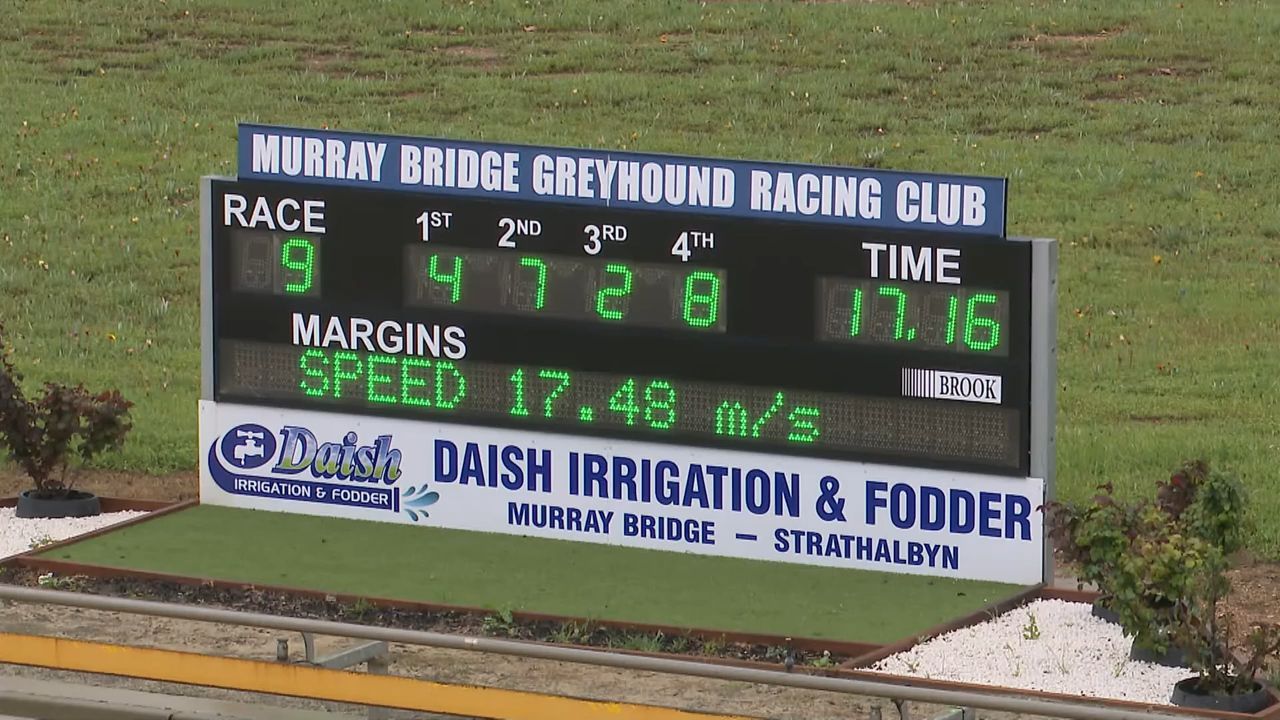 MURRAY BRIDGE GREYHOUND RACING CLUB
RACE 1ST 2ND 3RD 4TH TIME
9 4 7 2 8 17.16
MARGINS
SPEED 17.48 m/s
BROOK
Daish
IRRIGATION & FODDER
DAISH IRRIGATION & FODDER
MURRAY BRIDGE – STRATHALBYN